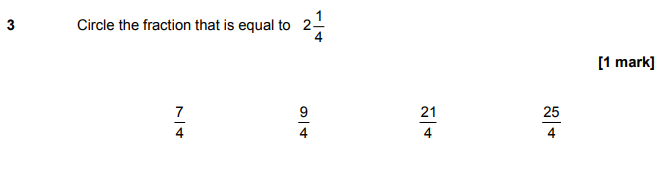 3 Circle the fraction that is equal to 2 1/4
[1 mark]
7/4 9/4 21/4 25/4